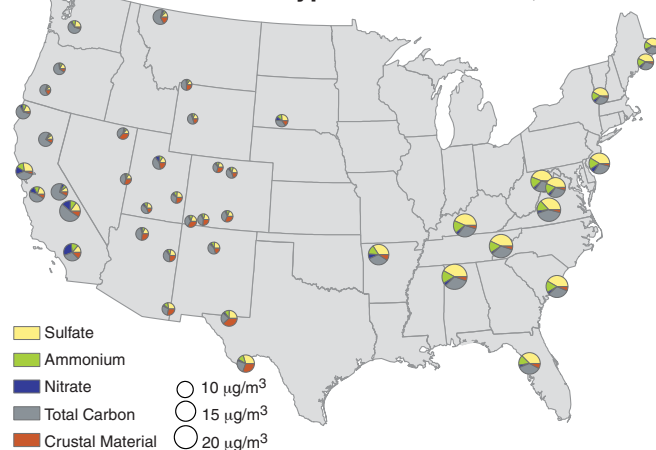 Sulfate
Ammonium
Nitrate
Total Carbon
Crustal Material
10 µg/m³
15 µg/m³
20 µg/m³